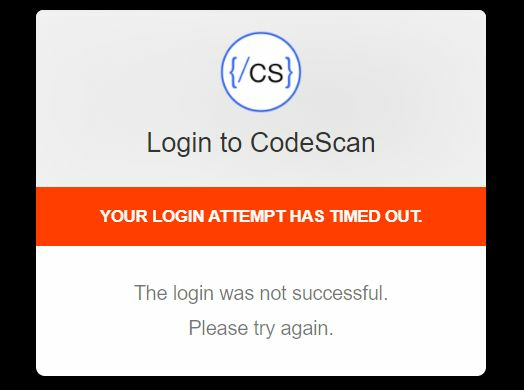 {/CS}
Login to CodeScan
YOUR LOGIN ATTEMPT HAS TIMED OUT.
The login was not successful.
Please try again.